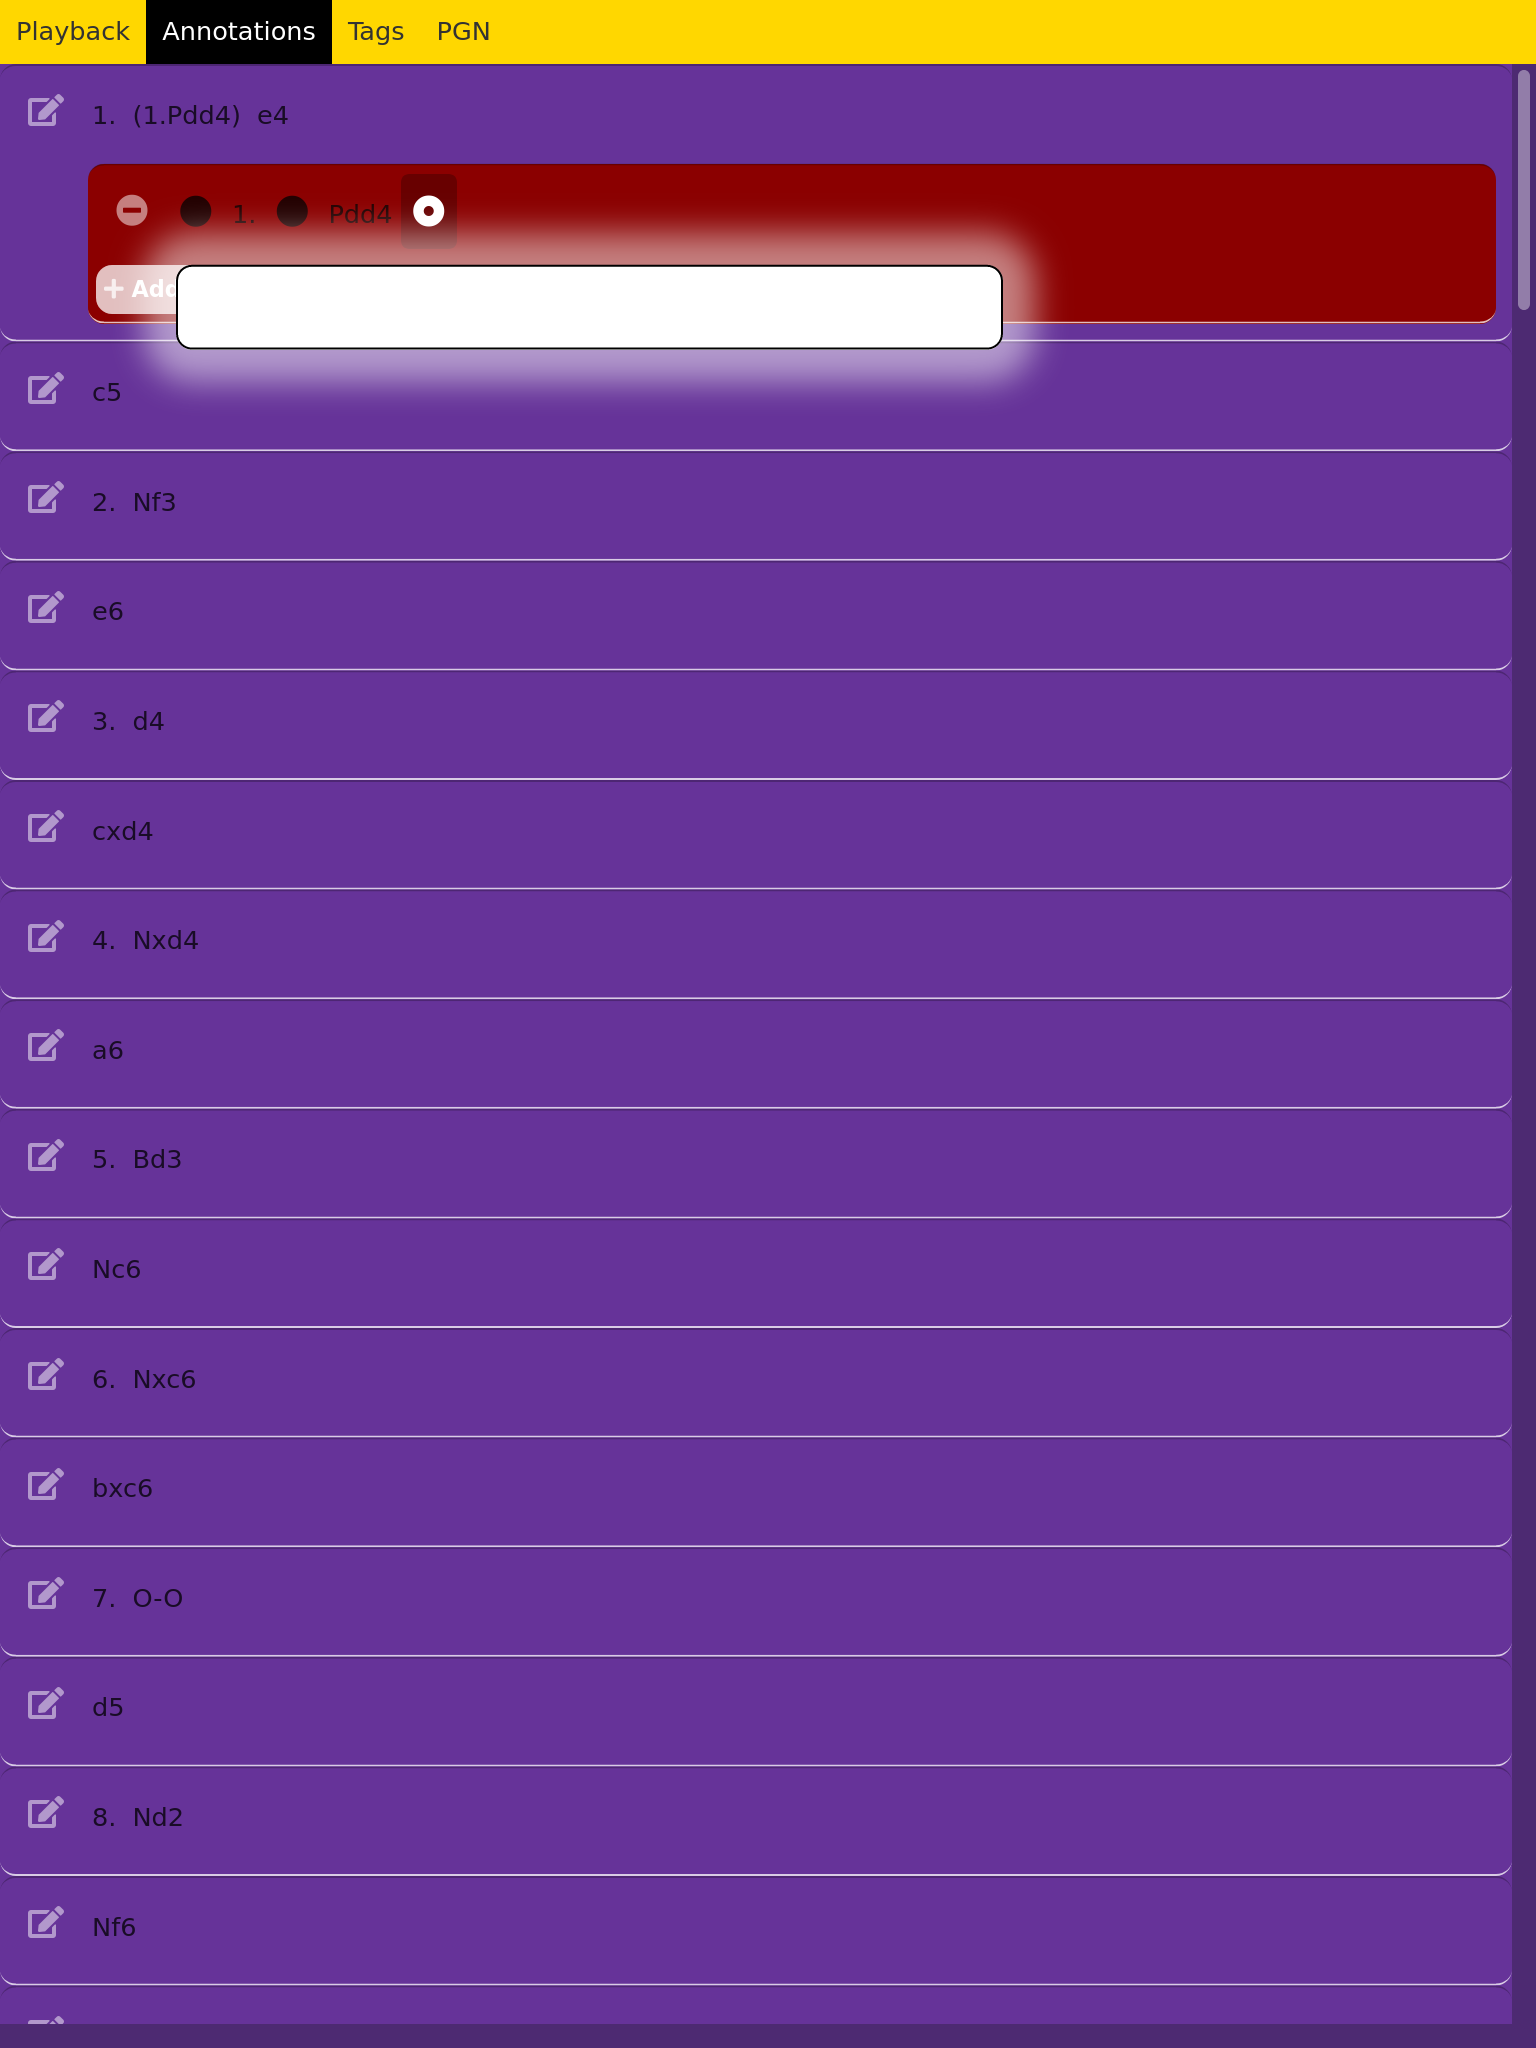 Playback Annotations Tags PGN
1. (1.Pdd4) e4
1. Pdd4
+ Add
c5
2. Nf3
e6
3. d4
cxd4
4. Nxd4
a6
5. Bd3
Nc6
6. Nxc6
bxc6
7. O-O
d5
8. Nd2
Nf6